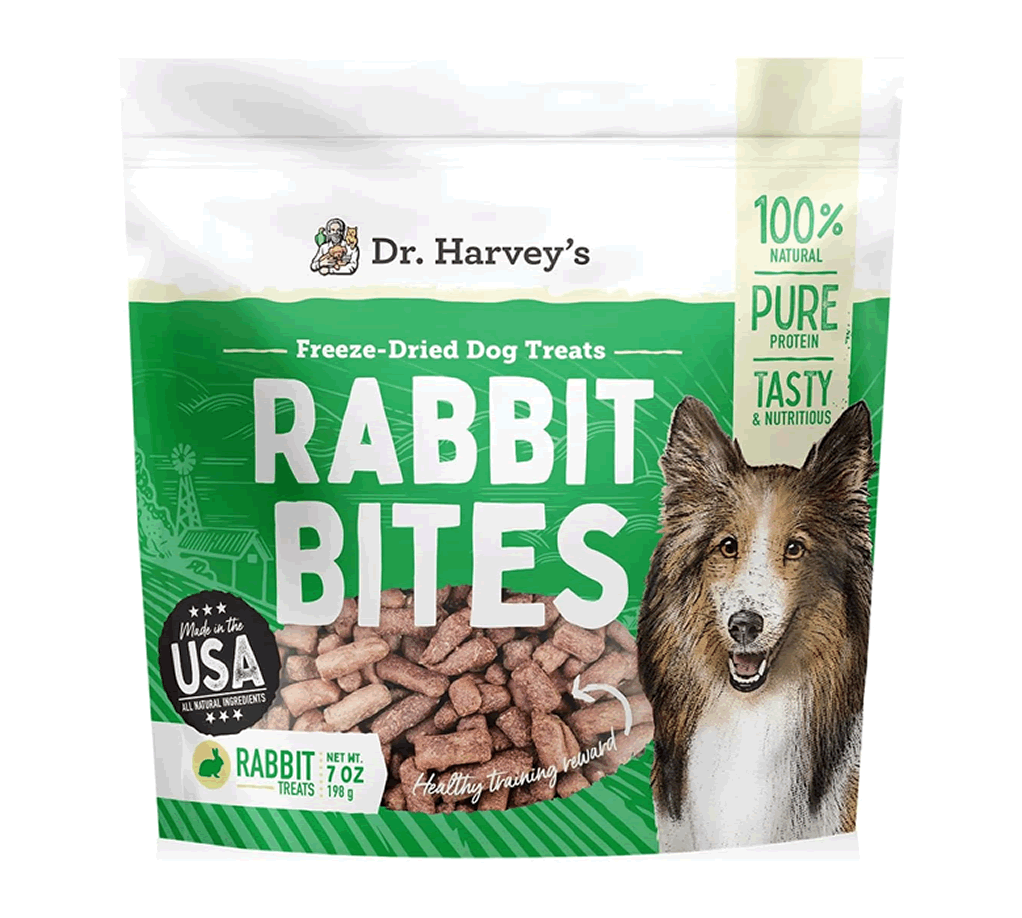 Dr. Harvey's
100%
NATURAL
PURE
PROTEIN
TASTY
& NUTRITIOUS
Freeze-Dried Dog Treats
RABBIT
BITES
Made in the
USA
ALL NATURAL INGREDIENTS
RABBIT
TREATS
NET WT.
7 OZ
198 g
Healthy training reward